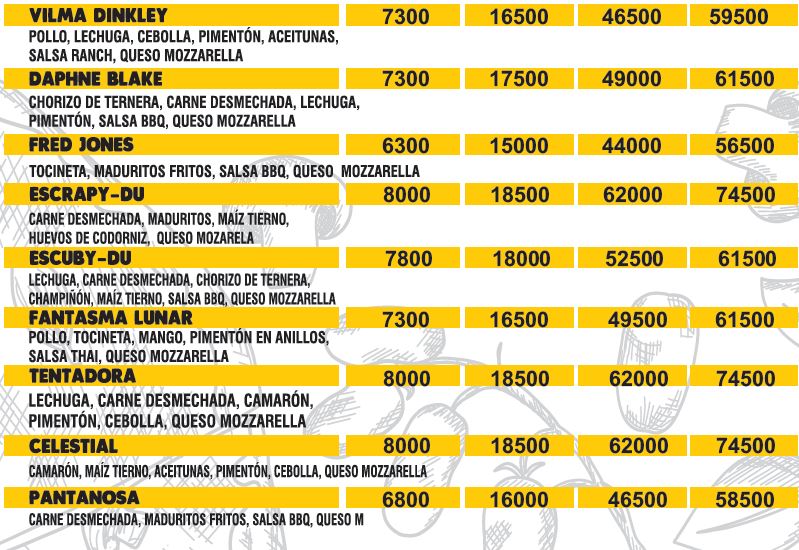 VILMA DINKLEY 7300 16500 46500 59500
POLLO, LECHUGA, CEBOLLA, PIMENTÓN, ACEITUNAS,
SALSA RANCH, QUESO MOZZARELLA
DAPHNE BLAKE 7300 17500 49000 61500
CHORIZO DE TERNERA, CARNE DESMECHADA, LECHUGA,
PIMENTÓN, SALSA BBQ, QUESO MOZZARELLA
FRED JONES 6300 15000 44000 56500
TOCINETA, MADURITOS FRITOS, SALSA BBQ, QUESO MOZZARELLA
ESCRAPY-DU 8000 18500 62000 74500
CARNE DESMECHADA, MADURITOS, MAÍZ TIERNO,
HUEVOS DE CODORNIZ, QUESO MOZARELA
ESCUBY-DU 7800 18000 52500 61500
LECHUGA, CARNE DESMECHADA, CHORIZO DE TERNERA,
CHAMPIÑÓN, MAÍZ TIERNO, SALSA BBQ, QUESO MOZZARELLA
FANTASMA LUNAR 7300 16500 49500 61500
POLLO, TOCINETA, MANGO, PIMENTÓN EN ANILLOS,
SALSA THAI, QUESO MOZZARELLA
TENTADORA 8000 18500 62000 74500
LECHUGA, CARNE DESMECHADA, CAMARÓN,
PIMENTÓN, CEBOLLA, QUESO MOZZARELLA
CELESTIAL 8000 18500 62000 74500
CAMARÓN, MAÍZ TIERNO, ACEITUNAS, PIMENTÓN, CEBOLLA, QUESO MOZZARELLA
PANTANOSA 6800 16000 46500 58500
CARNE DESMECHADA, MADURITOS FRITOS, SALSA BBQ, QUESO M